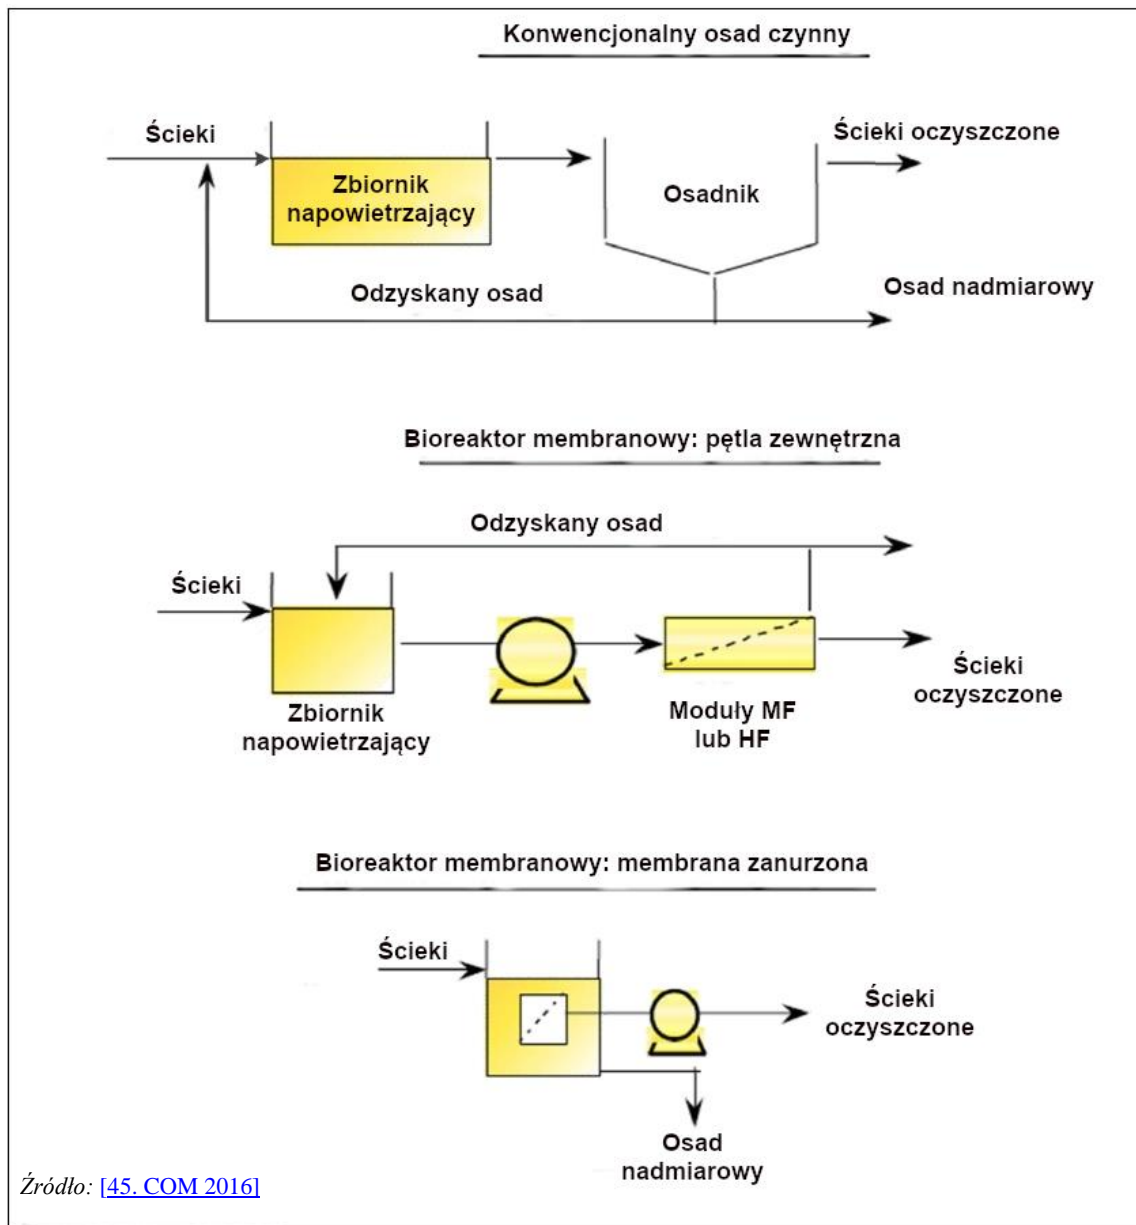 Konwencjonalny osad czynny
Ścieki
Ścieki oczyszczone
Zbiornik
napowietrzający
Osadnik
Odzyskany osad
Osad nadmiarowy
Bioreaktor membranowy: pętla zewnętrzna
Odzyskany osad
Ścieki
Ścieki
oczyszczone
Zbiornik
napowietrzający
Moduły MF
lub HF
Bioreaktor membranowy: membrana zanurzona
Ścieki
Ścieki
oczyszczone
Osad
nadmiarowy
Źródło: [45. COM 2016]